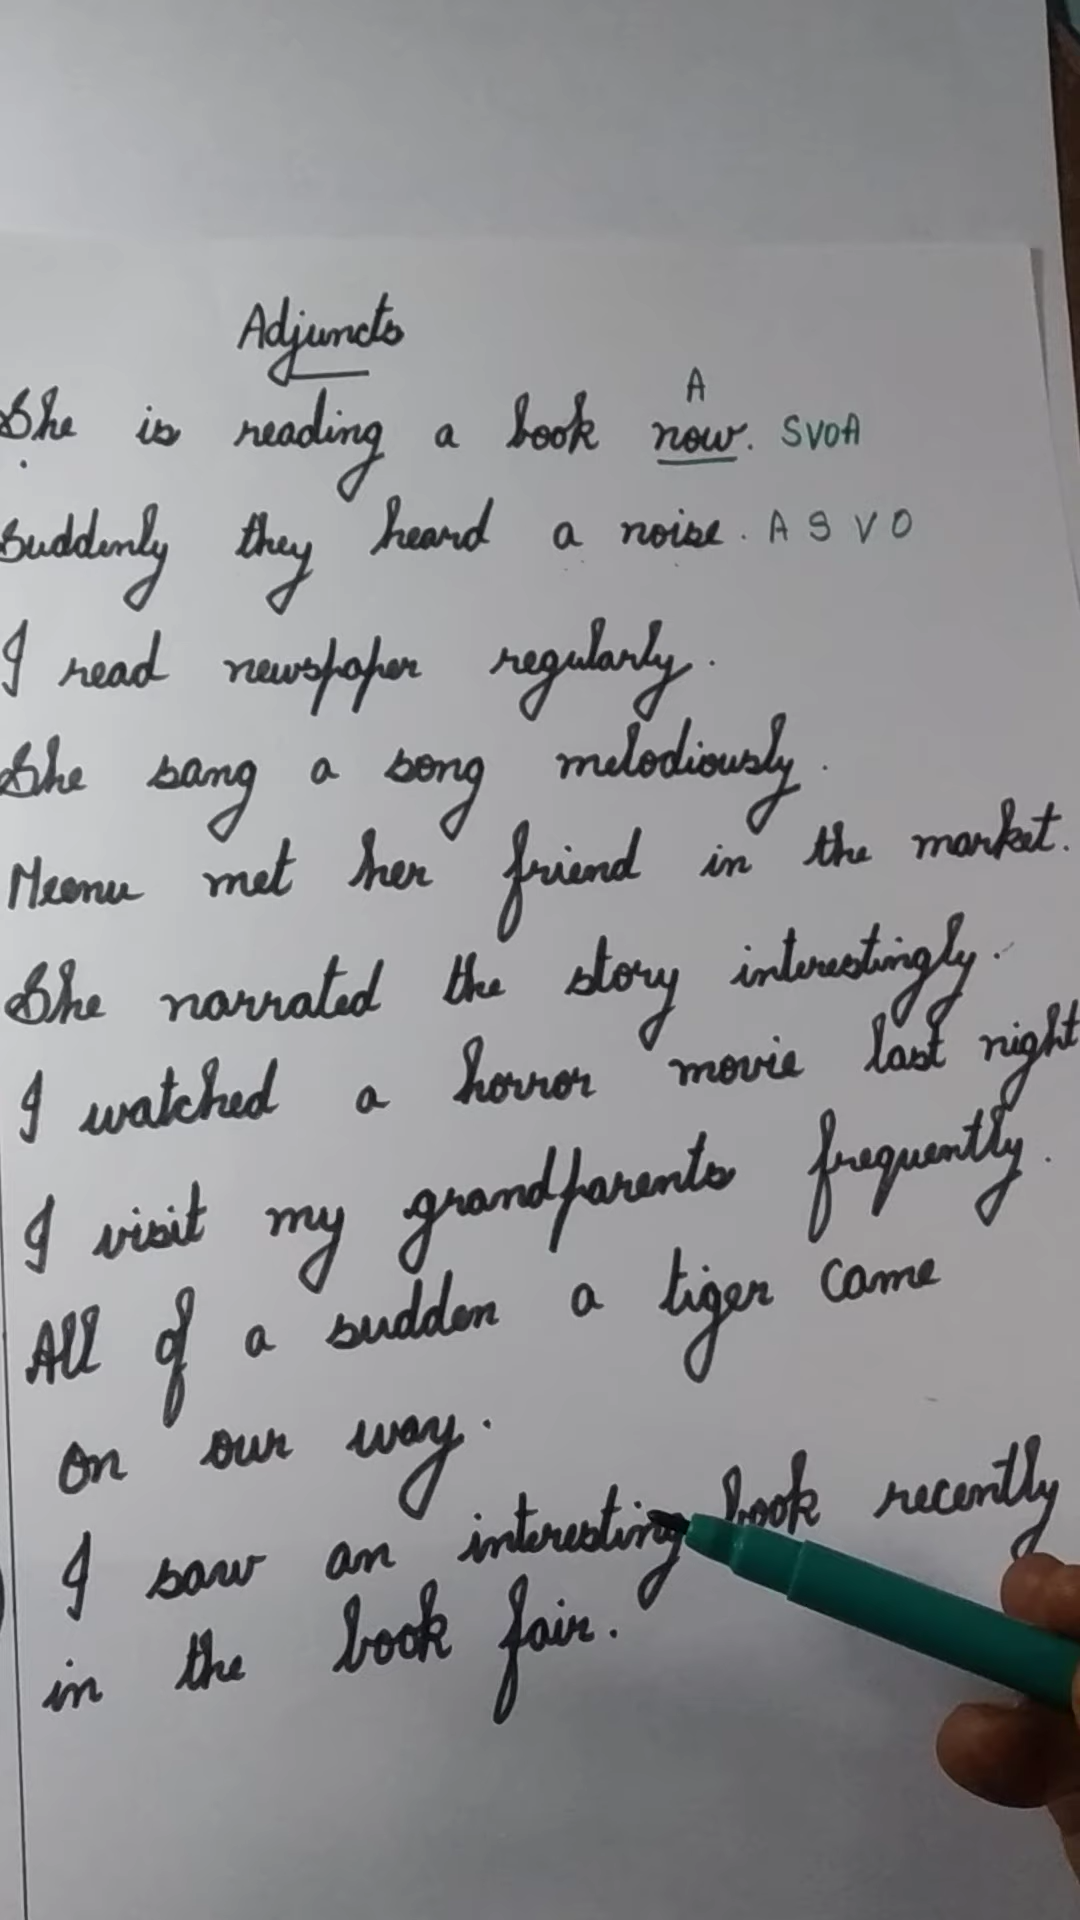 Adjuncts
A
She is reading a book now. SVOA
Suddenly they heard a noise. A S V O
I read newspaper regularly.
She sang a song melodiously.
Meenu met her friend in the market.
She narrated the story interestingly.
I watched a horror movie last night
I visit my grandparents frequently.
All of a sudden a tiger came
on our way.
I saw an interesting book recently
in the book fair.